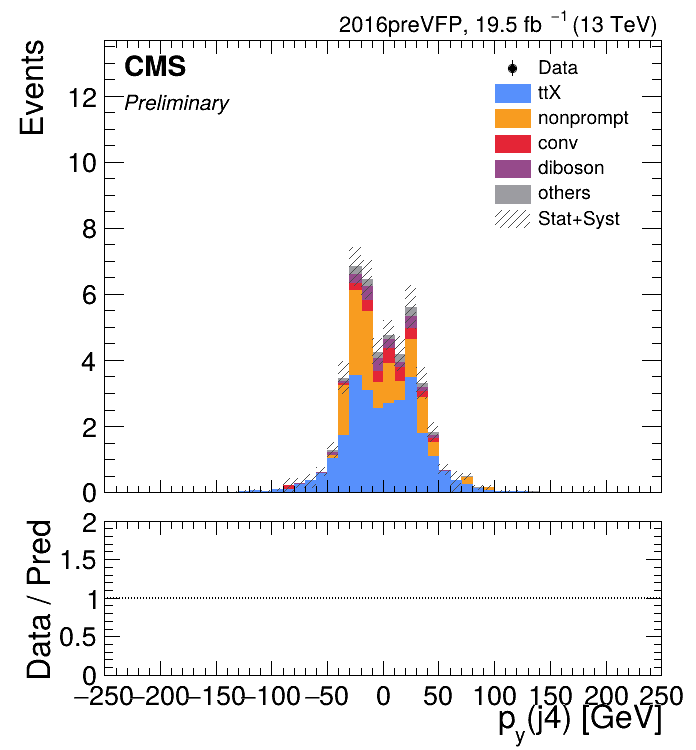 2016preVFP, 19.5 fb⁻¹ (13 TeV)
CMS
Preliminary
Events
Data
ttX
nonprompt
conv
diboson
others
Stat+Syst
12
10
8
6
4
2
0
Data / Pred
2
1.5
1
0.5
0
−250 −200 −150 −100 −50 0 50 100 150 200 250
p_y(j4) [GeV]